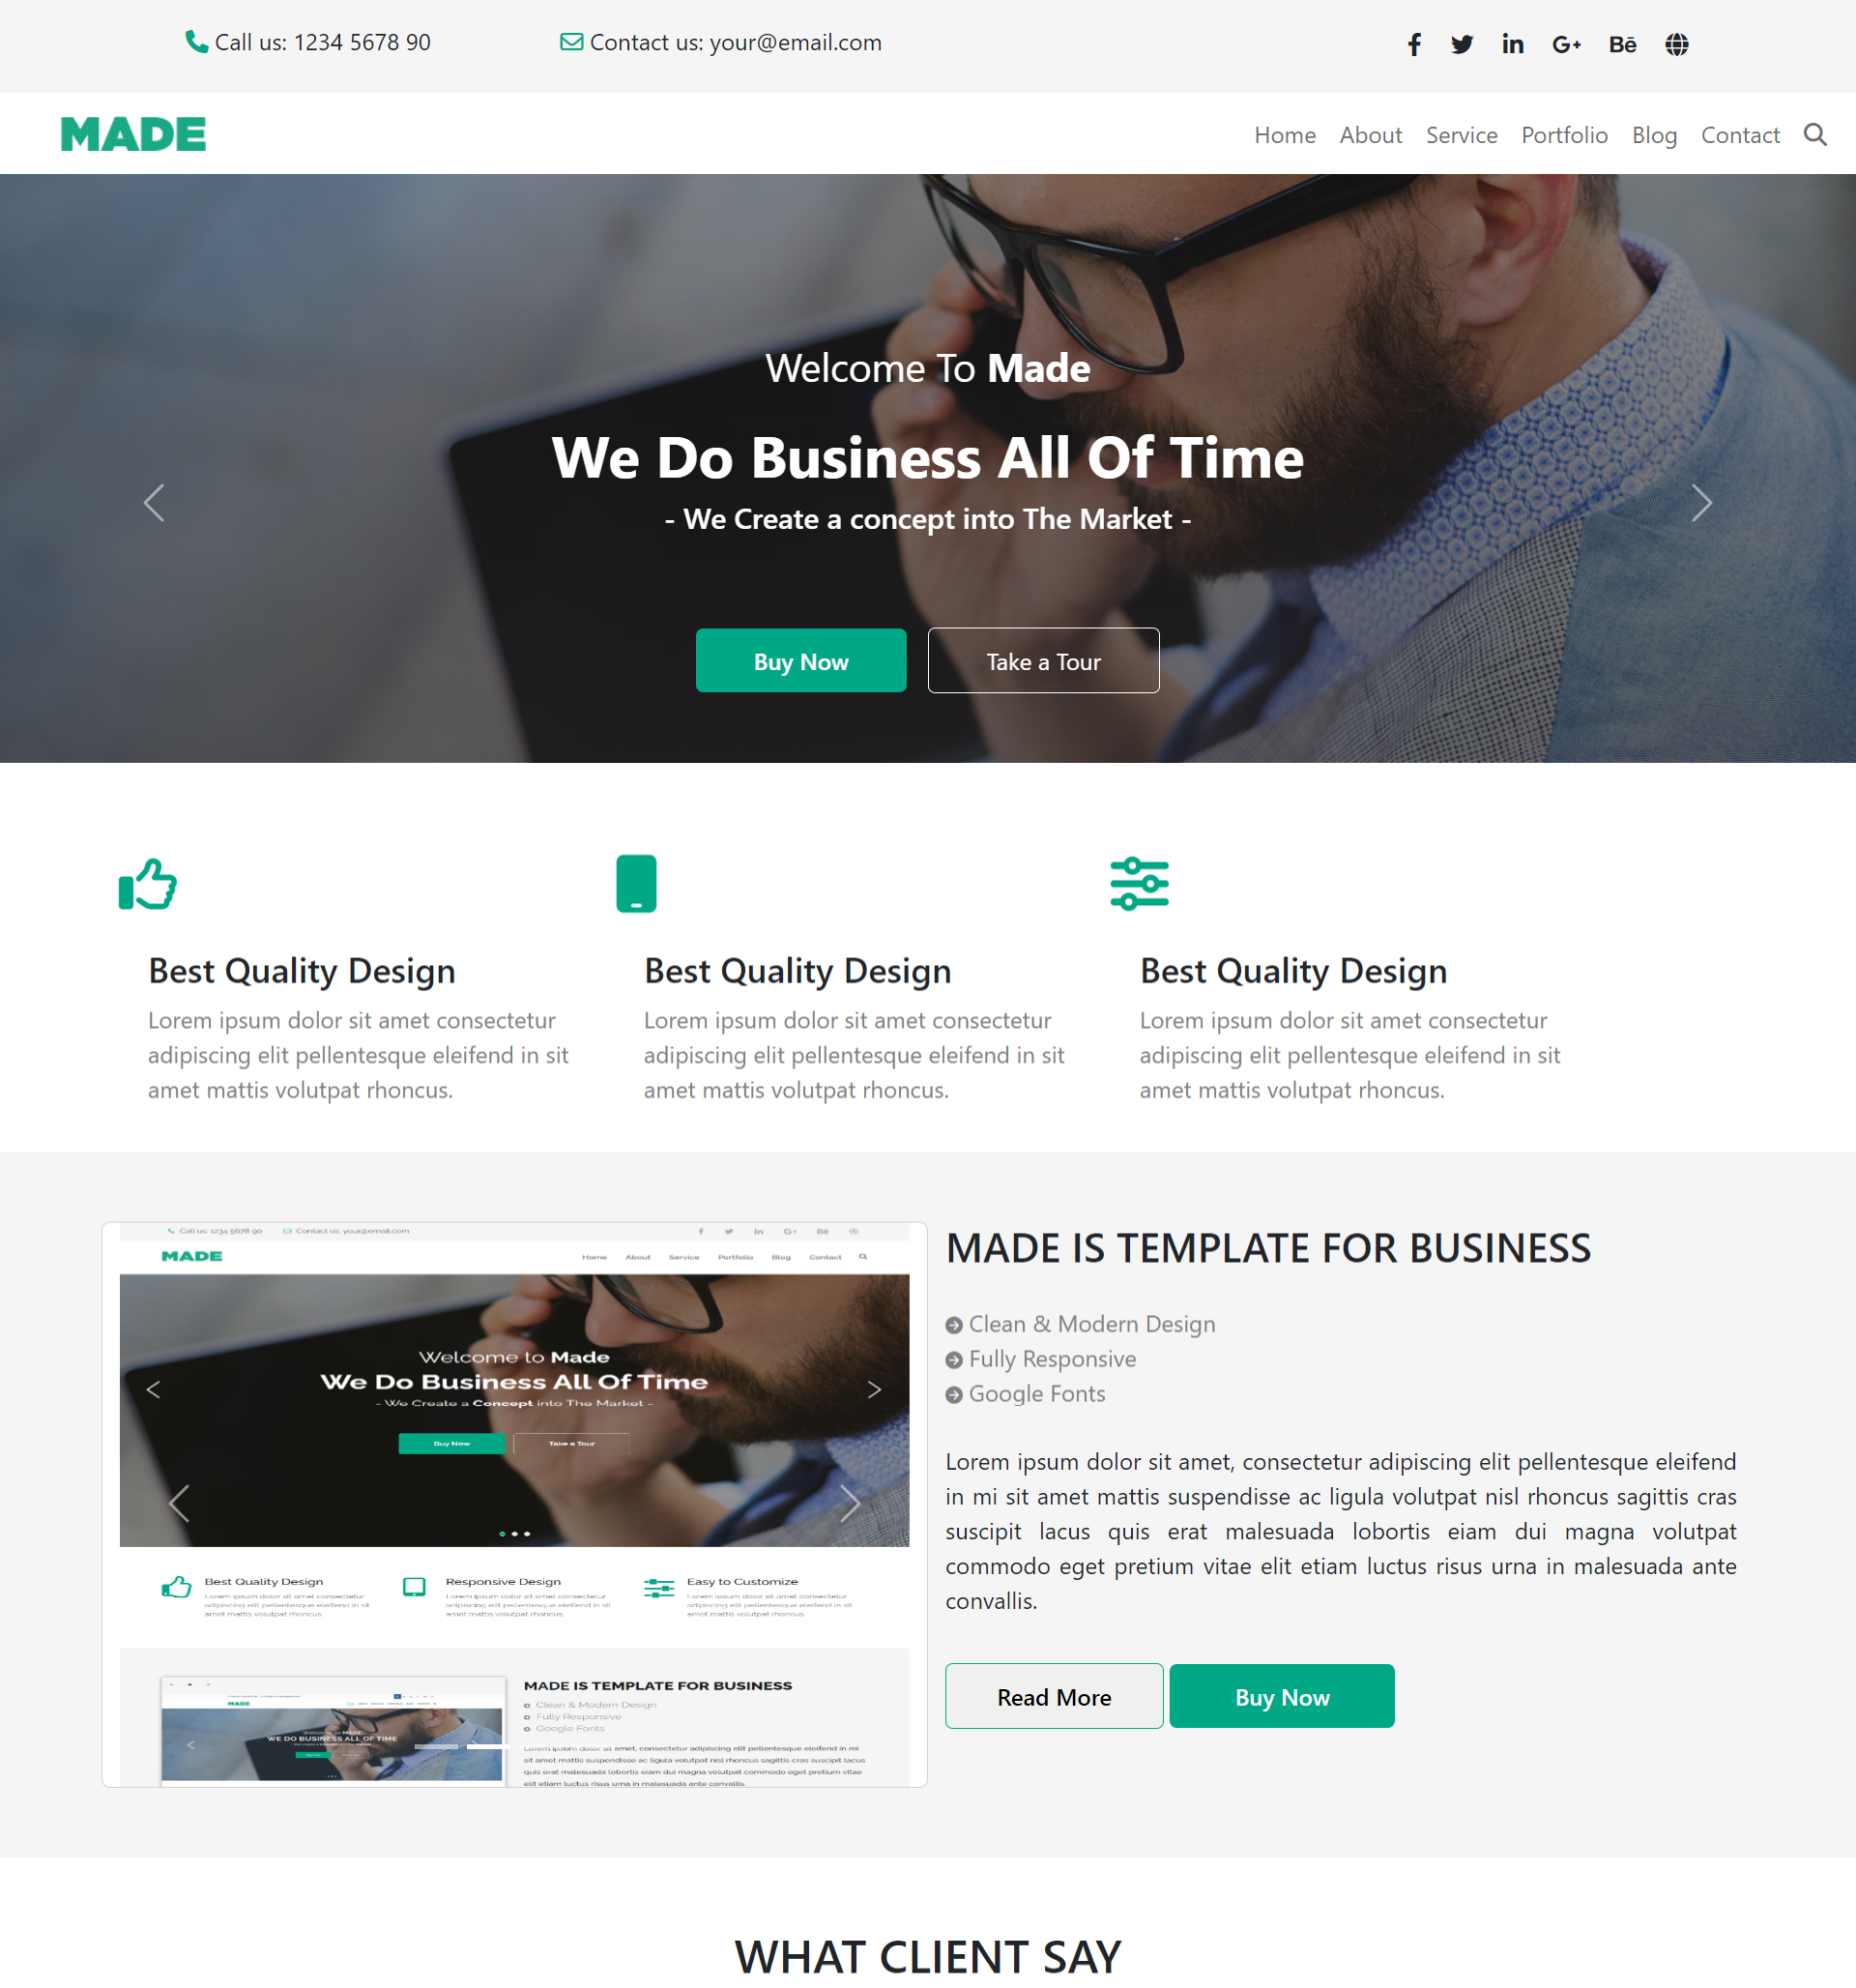 Call us: 1234 5678 90
Contact us: your@email.com
f
in
G+
Bē
MADE
Home
About
Service
Portfolio
Blog
Contact
Welcome To Made
We Do Business All Of Time
- We Create a concept into The Market -
Buy Now
Take a Tour
Best Quality Design
Lorem ipsum dolor sit amet consectetur
adipiscing elit pellentesque eleifend in sit
amet mattis volutpat rhoncus.
Best Quality Design
Lorem ipsum dolor sit amet consectetur
adipiscing elit pellentesque eleifend in sit
amet mattis volutpat rhoncus.
Best Quality Design
Lorem ipsum dolor sit amet consectetur
adipiscing elit pellentesque eleifend in sit
amet mattis volutpat rhoncus.
Call us: 1234 5678 90
Contact us: your@email.com
f
in
G+
Bē
MADE
Home
About
Service
Portfolio
Blog
Contact
Welcome to Made
We Do Business All Of Time
- We Create a Concept into The Market -
Buy Now
Take a Tour
Best Quality Design
Lorem ipsum dolor sit amet consectetur
adipiscing elit pellentesque eleifend in sit
amet mattis volutpat rhoncus.
Responsive Design
Lorem ipsum dolor sit amet consectetur
adipiscing elit pellentesque eleifend in sit
amet mattis volutpat rhoncus.
Easy to Customize
Lorem ipsum dolor sit amet consectetur
adipiscing elit pellentesque eleifend in sit
amet mattis volutpat rhoncus.
MADE
WELCOME TO MADE
WE DO BUSINESS ALL OF TIME
MADE IS TEMPLATE FOR BUSINESS
Clean & Modern Design
Fully Responsive
Google Fonts
Lorem ipsum dolor sit amet, consectetur adipiscing elit pellentesque eleifend in mi
sit amet mattis suspendisse ac ligula volutpat nisl rhoncus sagittis cras suscipit lacus
quis erat malesuada lobortis eiam dui magna volutpat commodo eget pretium vitae
elit etiam luctus risus urna in malesuada ante convallis.
MADE IS TEMPLATE FOR BUSINESS
Clean & Modern Design
Fully Responsive
Google Fonts
Lorem ipsum dolor sit amet, consectetur adipiscing elit pellentesque eleifend
in mi sit amet mattis suspendisse ac ligula volutpat nisl rhoncus sagittis cras
suscipit lacus quis erat malesuada lobortis eiam dui magna volutpat
commodo eget pretium vitae elit etiam luctus risus urna in malesuada ante
convallis.
Read More
Buy Now
WHAT CLIENT SAY